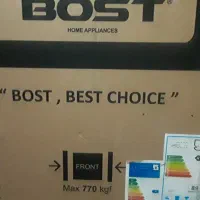 BOST
HOME APPLIANCES
" BOST , BEST CHOICE "
FRONT
Max 770 kgf